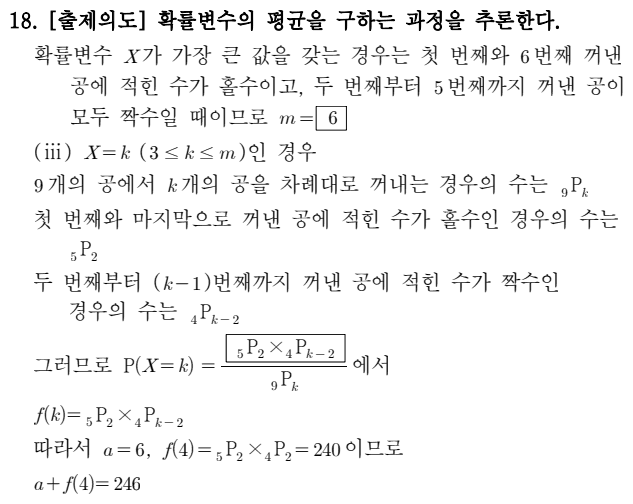 18. [출제의도] 확률변수의 평균을 구하는 과정을 추론한다.
확률변수 X가 가장 큰 값을 갖는 경우는 첫 번째와 6번째 꺼낸
공에 적힌 수가 홀수이고, 두 번째부터 5번째까지 꺼낸 공이
모두 짝수일 때이므로 m= 6
(iii) X=k (3≤k≤m)인 경우
9개의 공에서 k개의 공을 차례대로 꺼내는 경우의 수는 ₉Pₖ
첫 번째와 마지막으로 꺼낸 공에 적힌 수가 홀수인 경우의 수는
₅P₂
두 번째부터 (k-1)번째까지 꺼낸 공에 적힌 수가 짝수인
경우의 수는 ₄Pₖ₋₂
그러므로 P(X=k) = ₅P₂×₄Pₖ₋₂ / ₉Pₖ 에서
f(k)=₅P₂×₄Pₖ₋₂
따라서 a=6, f(4)=₅P₂×₄P₂=240이므로
a+f(4)=246